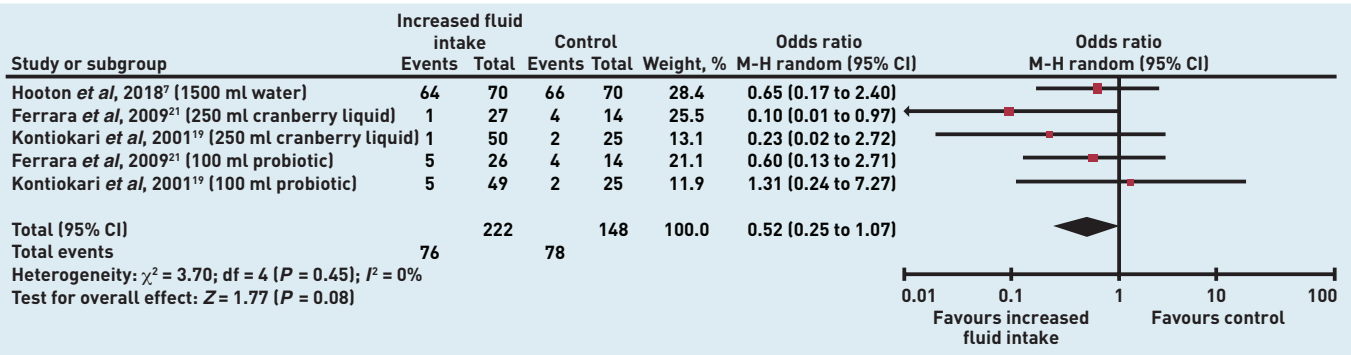 Increased fluid intake Control Odds ratio Odds ratio
Study or subgroup Events Total Events Total Weight, % M-H random (95% CI) M-H random (95% CI)
Hooton et al, 2018⁷ (1500 ml water) 64 70 66 70 28.4 0.65 (0.17 to 2.40)
Ferrara et al, 2009²¹ (250 ml cranberry liquid) 1 27 4 14 25.5 0.10 (0.01 to 0.97)
Kontiokari et al, 2001¹⁹ (250 ml cranberry liquid) 1 50 2 25 13.1 0.23 (0.02 to 2.72)
Ferrara et al, 2009²¹ (100 ml probiotic) 5 26 4 14 21.1 0.60 (0.13 to 2.71)
Kontiokari et al, 2001¹⁹ (100 ml probiotic) 5 49 2 25 11.9 1.31 (0.24 to 7.27)
Total (95% CI) 222 148 100.0 0.52 (0.25 to 1.07)
Total events 76 78
Heterogeneity: χ² = 3.70; df = 4 (P = 0.45); I² = 0%
Test for overall effect: Z = 1.77 (P = 0.08)
0.01 0.1 1 10 100
Favours increased fluid intake Favours control